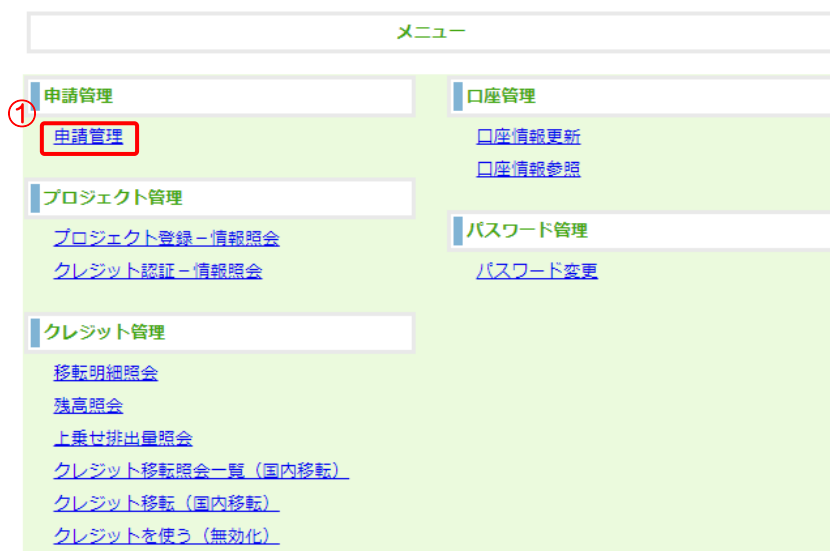 メニュー
申請管理
①
申請管理
プロジェクト管理
プロジェクト登録－情報照会
クレジット認証－情報照会
クレジット管理
移転明細照会
残高照会
上乗せ排出量照会
クレジット移転照会一覧（国内移転）
クレジット移転（国内移転）
クレジットを使う（無効化）
口座管理
口座情報更新
口座情報参照
パスワード管理
パスワード変更